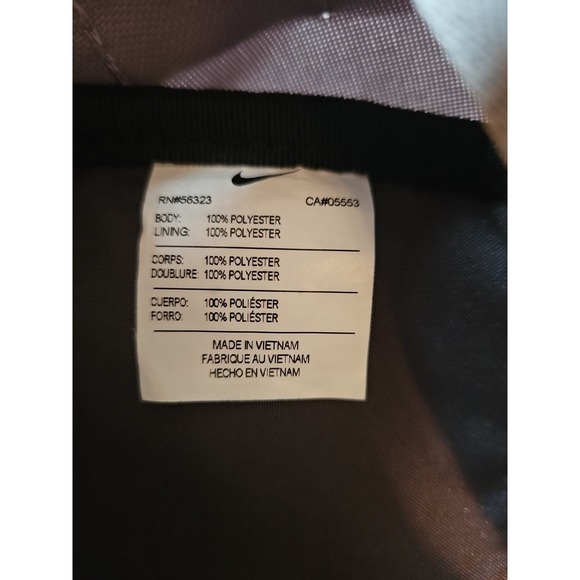 RN#56323 CA#05553
BODY: 100% POLYESTER
LINING: 100% POLYESTER
CORPS: 100% POLYESTER
DOUBLURE: 100% POLYESTER
CUERPO: 100% POLIÉSTER
FORRO: 100% POLIÉSTER
MADE IN VIETNAM
FABRIQUE AU VIETNAM
HECHO EN VIETNAM